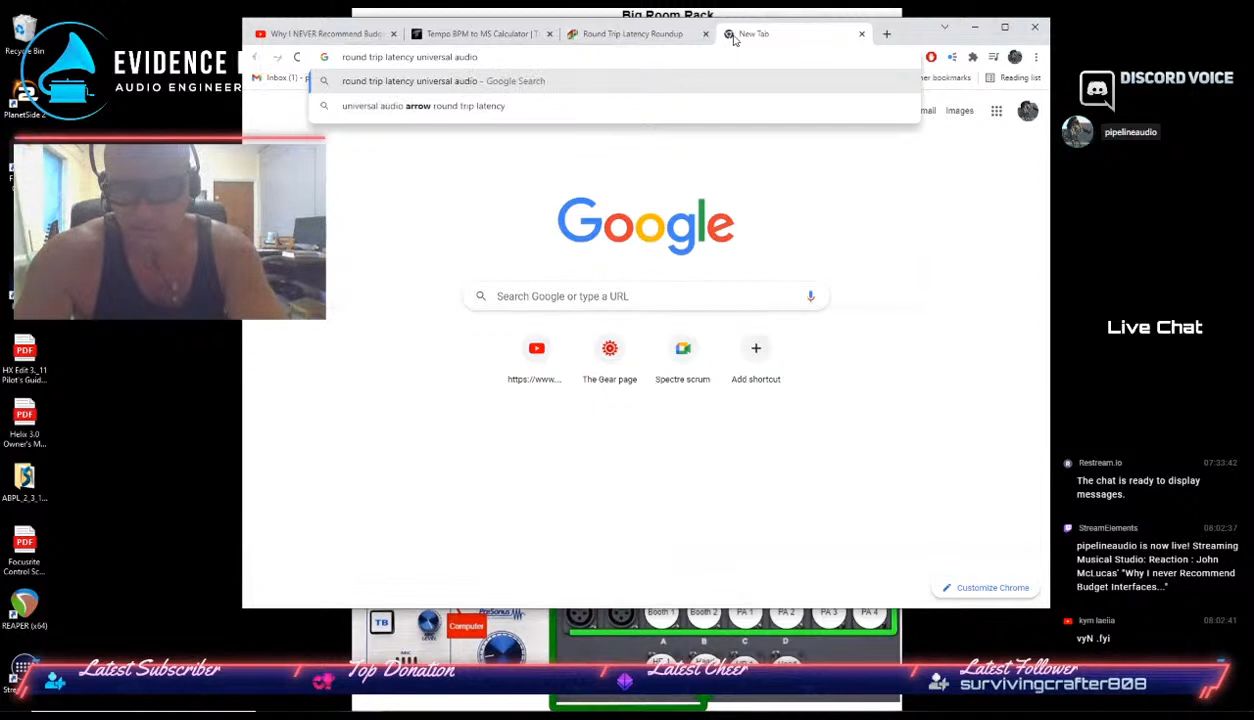 Big Room Rack
Recycle Bin
EVIDENCE
AUDIO ENGINEER
PlanetSide 2
HX Edit 3._11
Pilot's Guid...
Helix 3.0
Owner's M...
ABPL_2_3_1...
Focusrite
Control Sc...
REAPER (x64)
Why I NEVER Recommend Budg
Tempo BPM to MS Calculator | T
Round Trip Latency Roundup
New Tab
round trip latency universal audio
Inbox (1)
round trip latency universal audio – Google Search
universal audio arrow round trip latency
bookmarks
Reading list
Images
Google
Search Google or type a URL
https://www....
The Gear page
Spectre scrum
Add shortcut
Customize Chrome
DISCORD VOICE
pipelineaudio
Live Chat
Restream.io
07:33:42
The chat is ready to display
messages.
StreamElements
08:02:37
pipelineaudio is now live! Streaming
Musical Studio: Reaction : John
McLucas' "Why I never Recommend
Budget Interfaces..."
kym laeiia
08:02:41
vyN .fyi
TB
Computer
PreSonus
Booth 1
Booth 2
PA 1
PA 2
PA 3
PA 4
A
B
C
D
Latest Subscriber
Top Donation
Latest Cheer
Latest Follower
survivingcrafter808